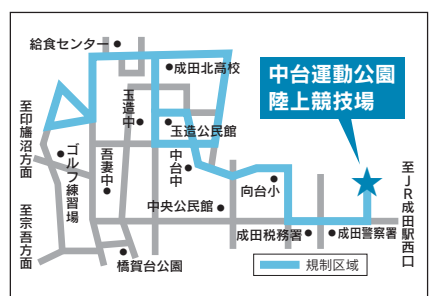 給食センター
成田北高校
中台運動公園
陸上競技場
至印旛沼方面
玉造中
玉造公民館
ゴルフ練習場
吾妻中
中台中
向台小
至JR成田駅西口
至宗吾方面
中央公民館
成田税務署
成田警察署
橋賀台公園
規制区域